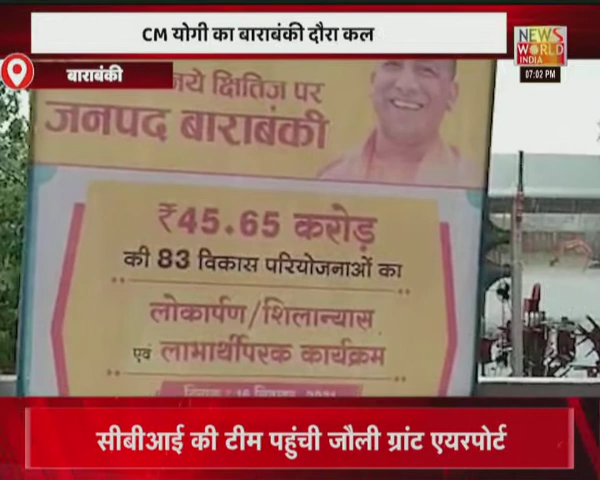 CM योगी का बाराबंकी दौरा कल
NEWS
WORLD
INDIA
07:02 PM
बाराबंकी
नये क्षितिज पर
जनपद बाराबंकी
₹45.65 करोड़
की 83 विकास परियोजनाओं का
लोकार्पण/शिलान्यास
एवं लाभार्थीपरक कार्यक्रम
सीबीआई की टीम पहुंची जौली ग्रांट एयरपोर्ट